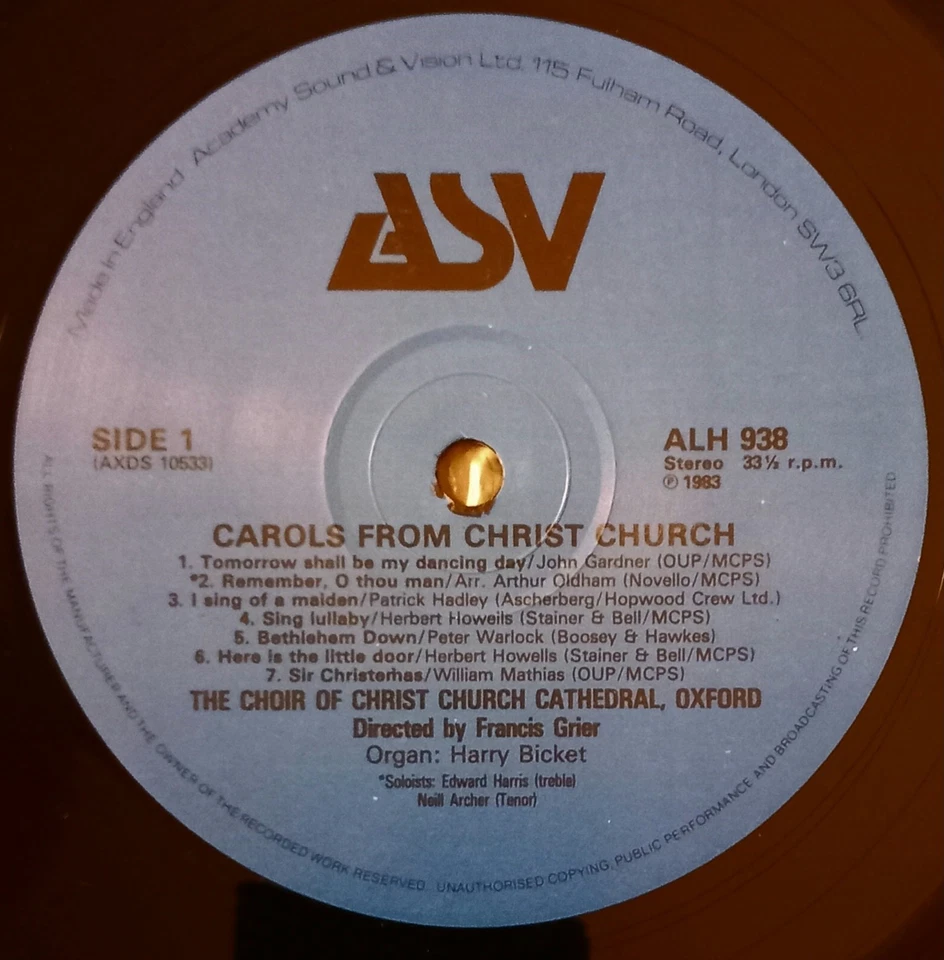 Made in England Academy Sound & Vision Ltd. 115 Fulham Road, London SW3 6RL.
ASV
SIDE 1
(AXDS 10533)
ALH 938
Stereo 33⅓ r.p.m.
℗ 1983
CAROLS FROM CHRIST CHURCH
1. Tomorrow shall be my dancing day/John Gardner (OUP/MCPS)
*2. Remember, O thou man/Arr. Arthur Oldham (Novello/MCPS)
3. I sing of a maiden/Patrick Hadley (Ascherberg/Hopwood Crew Ltd.)
4. Sing lullaby/Herbert Howells (Stainer & Bell/MCPS)
5. Bethlehem Down/Peter Warlock (Boosey & Hawkes)
6. Here is the little door/Herbert Howells (Stainer & Bell/MCPS)
7. Sir Christemas/William Mathias (OUP/MCPS)
THE CHOIR OF CHRIST CHURCH CATHEDRAL, OXFORD
Directed by Francis Grier
Organ: Harry Bicket
*Soloists: Edward Harris (treble)
Neill Archer (Tenor)
ALL RIGHTS OF THE MANUFACTURER AND THE OWNER OF THE RECORDED WORK RESERVED. UNAUTHORISED COPYING, PUBLIC PERFORMANCE AND BROADCASTING OF THIS RECORD PROHIBITED